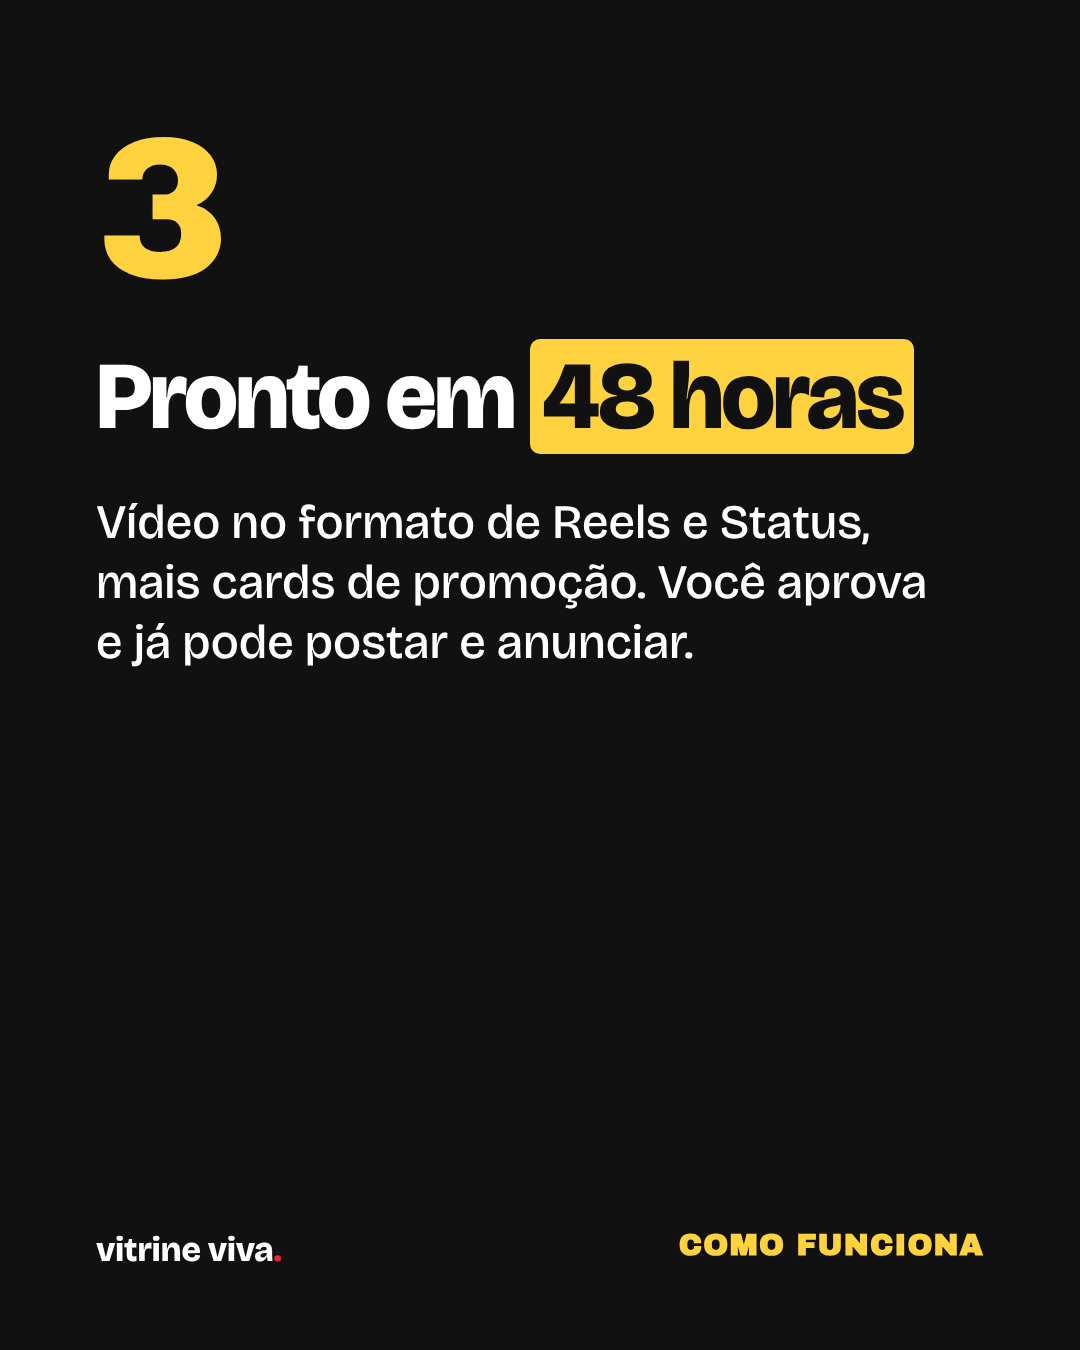 3
Pronto em 48 horas
Vídeo no formato de Reels e Status,
mais cards de promoção. Você aprova
e já pode postar e anunciar.
vitrine viva.
COMO FUNCIONA